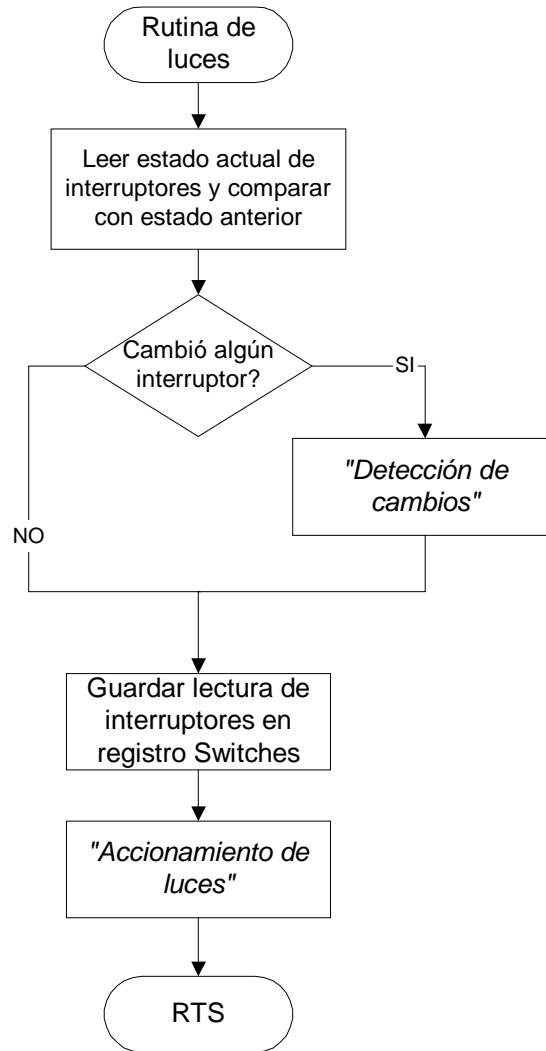 Rutina de
luces
Leer estado actual de
interruptores y comparar
con estado anterior
Cambió algún
interruptor?
SI
"Detección de
cambios"
NO
Guardar lectura de
interruptores en
registro Switches
"Accionamiento de
luces"
RTS